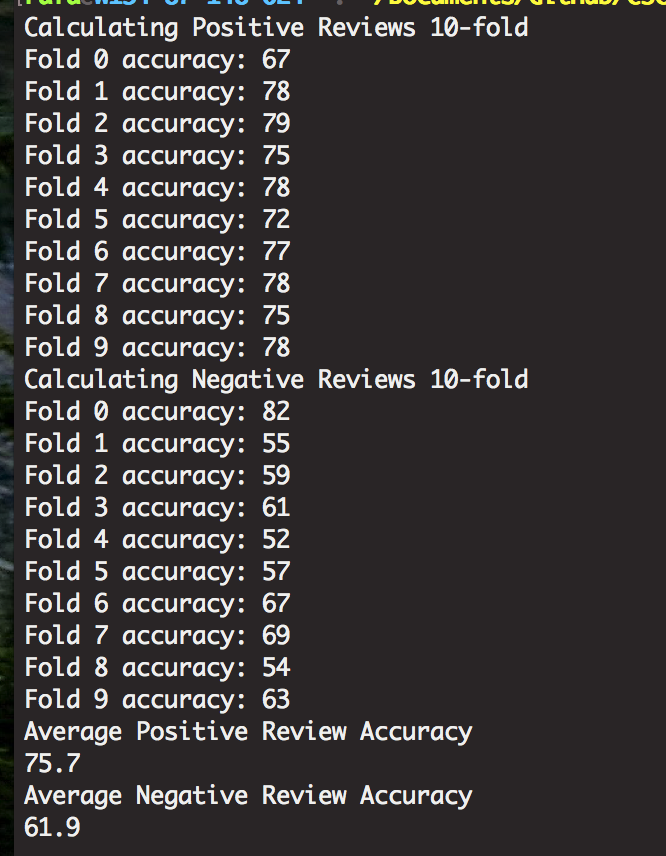 Calculating Positive Reviews 10-fold
Fold 0 accuracy: 67
Fold 1 accuracy: 78
Fold 2 accuracy: 79
Fold 3 accuracy: 75
Fold 4 accuracy: 78
Fold 5 accuracy: 72
Fold 6 accuracy: 77
Fold 7 accuracy: 78
Fold 8 accuracy: 75
Fold 9 accuracy: 78
Calculating Negative Reviews 10-fold
Fold 0 accuracy: 82
Fold 1 accuracy: 55
Fold 2 accuracy: 59
Fold 3 accuracy: 61
Fold 4 accuracy: 52
Fold 5 accuracy: 57
Fold 6 accuracy: 67
Fold 7 accuracy: 69
Fold 8 accuracy: 54
Fold 9 accuracy: 63
Average Positive Review Accuracy
75.7
Average Negative Review Accuracy
61.9